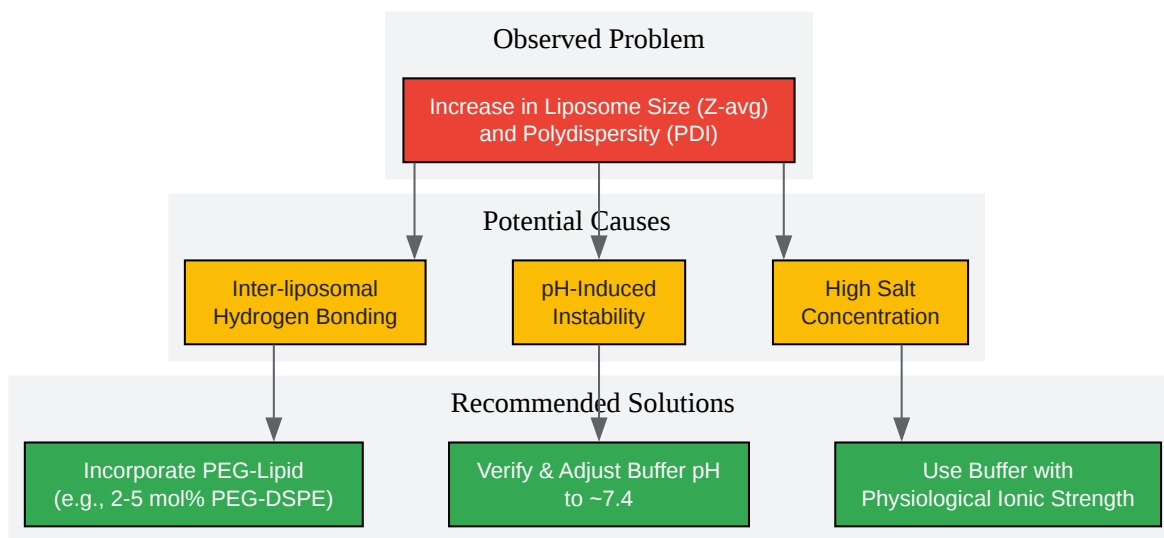 Observed Problem
Increase in Liposome Size (Z-avg)
and Polydispersity (PDI)
Potential Causes
Inter-liposomal
Hydrogen Bonding
pH-Induced
Instability
High Salt
Concentration
Recommended Solutions
Incorporate PEG-Lipid
(e.g., 2-5 mol% PEG-DSPE)
Verify & Adjust Buffer pH
to ~7.4
Use Buffer with
Physiological Ionic Strength